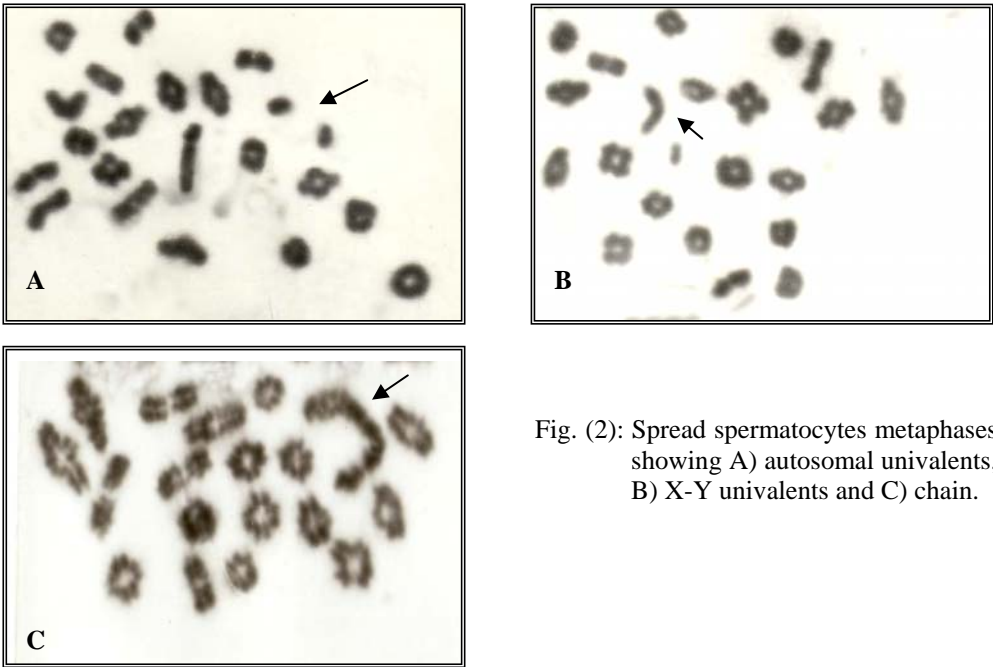 A
B
C
Fig. (2): Spread spermatocytes metaphases
showing A) autosomal univalents.
B) X-Y univalents and C) chain.